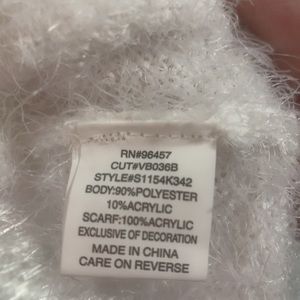 RN#96457
CUT#VB036B
STYLE#S1154K342
BODY:90%POLYESTER
10%ACRYLIC
SCARF:100%ACRYLIC
EXCLUSIVE OF DECORATION
MADE IN CHINA
CARE ON REVERSE